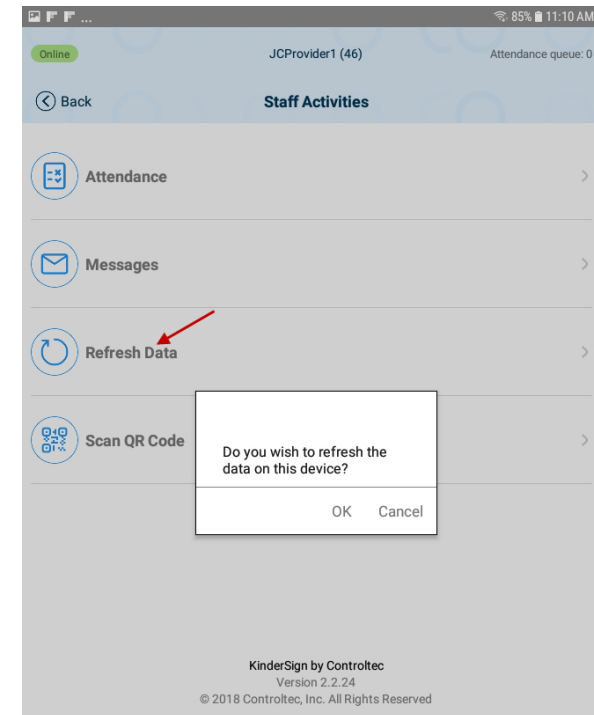 85% 11:10 AM
Online
JCProvider1 (46)
Attendance queue: 0
Back
Staff Activities
Attendance
Messages
Refresh Data
Scan QR Code
Do you wish to refresh the
data on this device?
OK Cancel
KinderSign by Controltec
Version 2.2.24
© 2018 Controltec, Inc. All Rights Reserved